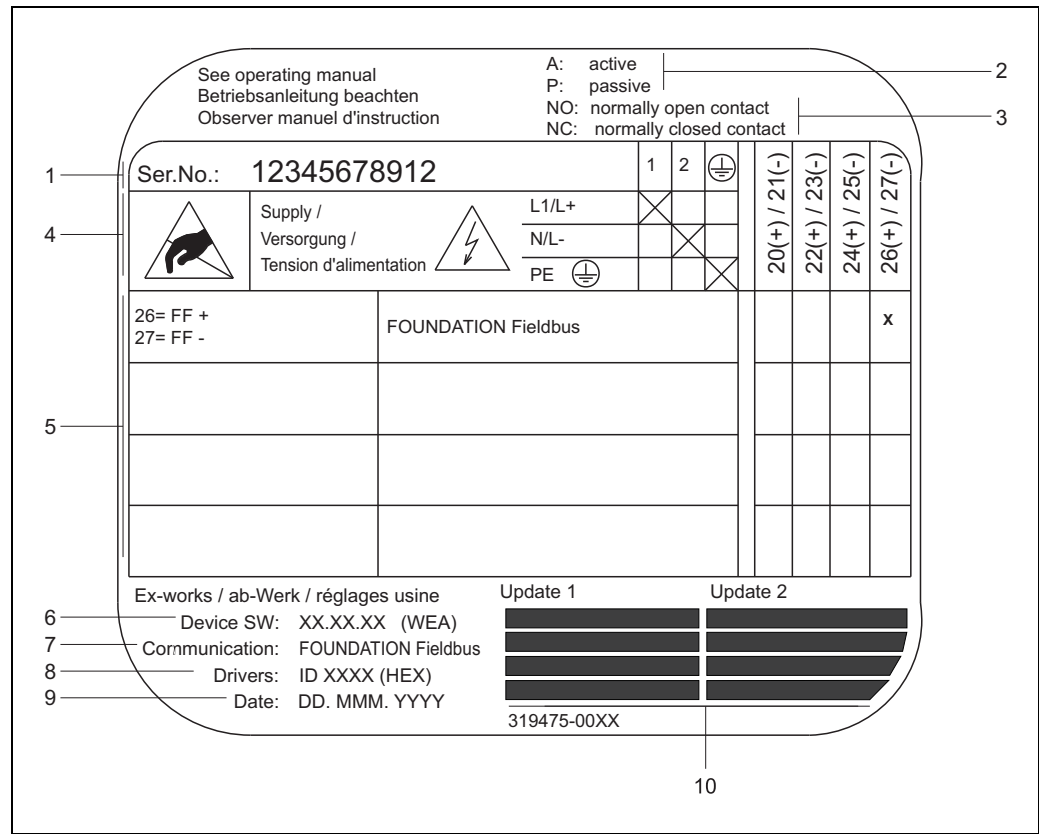 See operating manual
Betriebsanleitung beachten
Observer manuel d'instruction
A: active
P: passive
NO: normally open contact
NC: normally closed contact
2
3
1
Ser.No.: 12345678912
1 2
20(+) / 21(-)
22(+) / 23(-)
24(+) / 25(-)
26(+) / 27(-)
4
Supply /
Versorgung /
Tension d'alimentation
L1/L+
N/L-
PE
5
26= FF +
27= FF -
FOUNDATION Fieldbus
x
Ex-works / ab-Werk / réglages usine
Update 1
Update 2
6
Device SW: XX.XX.XX (WEA)
7
Communication: FOUNDATION Fieldbus
8
Drivers: ID XXXX (HEX)
9
Date: DD. MMM. YYYY
319475-00XX
10